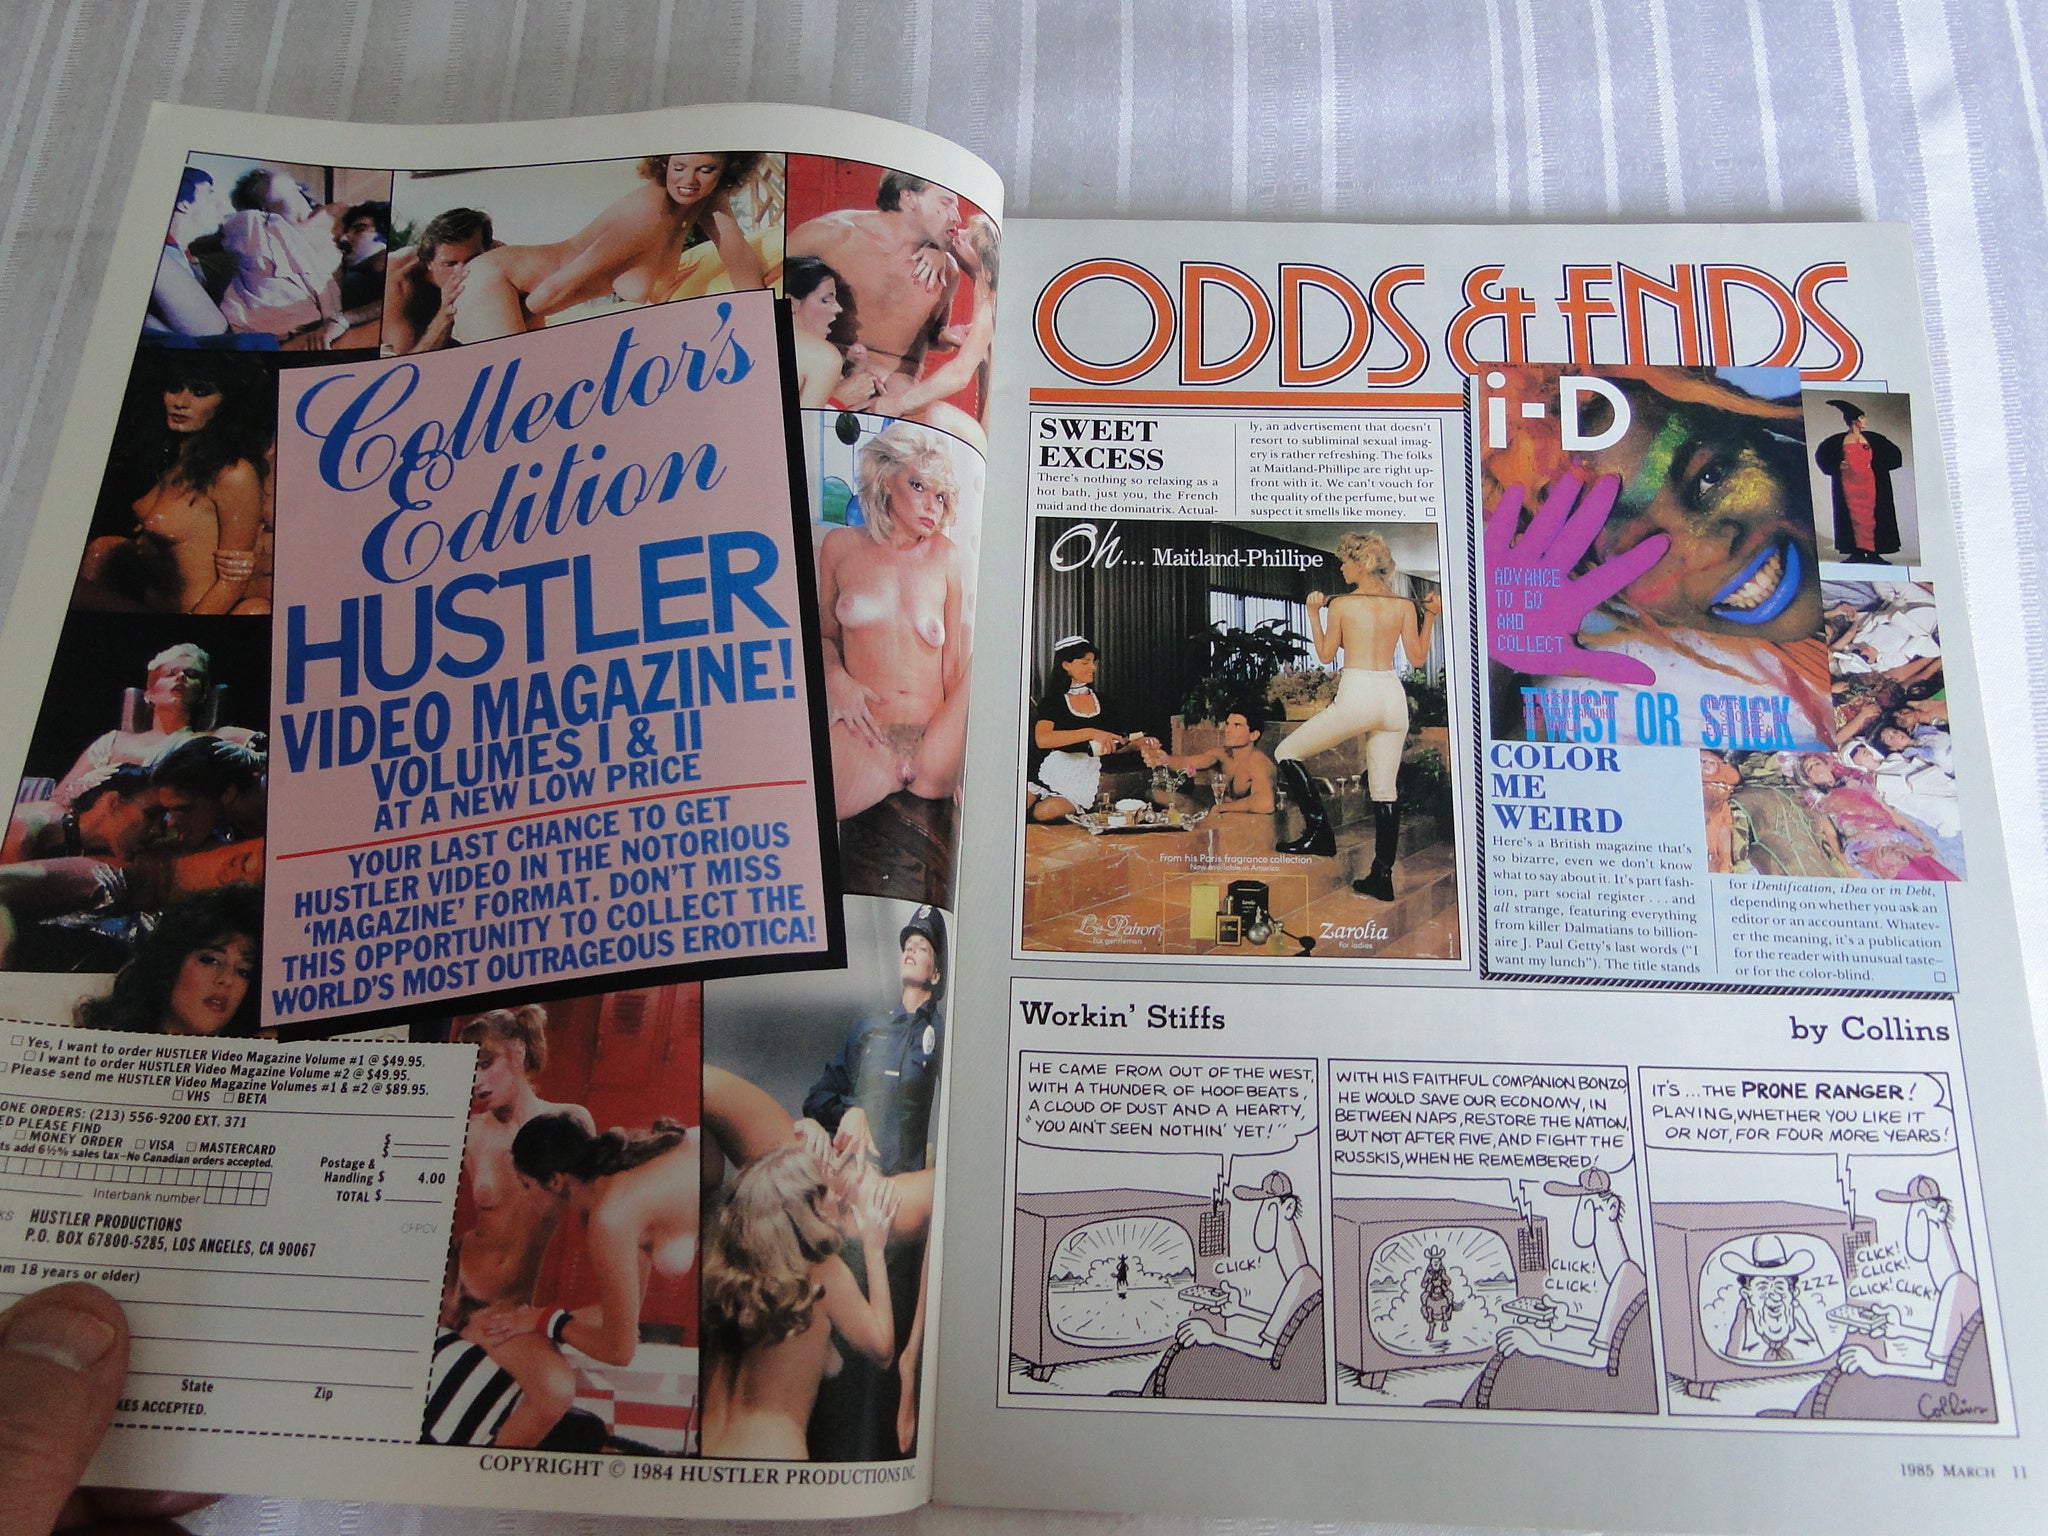 Collector's
Edition
HUSTLER
VIDEO MAGAZINE!
VOLUMES I & II
AT A NEW LOW PRICE
YOUR LAST CHANCE TO GET
HUSTLER VIDEO IN THE NOTORIOUS
'MAGAZINE' FORMAT. DON'T MISS
THIS OPPORTUNITY TO COLLECT THE
WORLD'S MOST OUTRAGEOUS EROTICA!
Yes, I want to order HUSTLER Video Magazine Volume #1 @ $49.95.
I want to order HUSTLER Video Magazine Volume #2 @ $49.95.
Please send me HUSTLER Video Magazines Volumes #1 & #2 @ $89.95.
VHS BETA
ORDERS: (213) 556-9200 EXT. 371
PLEASE FIND
MONEY ORDER VISA MASTERCARD
add 6½% sales tax—No Canadian orders accepted.
$
$
Postage &
Handling $ 4.00
TOTAL $
Interbank number
HUSTLER PRODUCTIONS
P.O. BOX 67800-5285, LOS ANGELES, CA 90067
18 years or older)
State Zip
ACCEPTED.
COPYRIGHT © 1984 HUSTLER PRODUCTIONS INC.
ODDS & ENDS
SWEET
EXCESS
There's nothing so relaxing as a
hot bath, just you, the French
maid and the dominatrix. Actual-
ly, an advertisement that doesn't
resort to subliminal sexual imag-
ery is rather refreshing. The folks
at Maitland-Phillipe are right up-
front with it. We can't vouch for
the quality of the perfume, but we
suspect it smells like money.
Oh... Maitland-Phillipe
From his Paris fragrance collection
Now available in America
Le Patron
For gentlemen
Zarolia
For ladies
i-D
ADVANCE
TO GO
AND
COLLECT
TWIST OR STICK
COLOR
ME
WEIRD
Here's a British magazine that's
so bizarre, even we don't know
what to say about it. It's part fash-
ion, part social register . . . and
all strange, featuring everything
from killer Dalmatians to billion-
aire J. Paul Getty's last words ("I
want my lunch"). The title stands
for iDentification, iDea or in Debt,
depending on whether you ask an
editor or an accountant. Whatev-
er the meaning, it's a publication
for the reader with unusual taste—
or for the color-blind.
Workin' Stiffs
by Collins
HE CAME FROM OUT OF THE WEST,
WITH A THUNDER OF HOOFBEATS,
A CLOUD OF DUST AND A HEARTY,
"YOU AIN'T SEEN NOTHIN' YET!"
CLICK!
WITH HIS FAITHFUL COMPANION BONZO,
HE WOULD SAVE OUR ECONOMY, IN
BETWEEN NAPS, RESTORE THE NATION,
BUT NOT AFTER FIVE, AND FIGHT THE
RUSSKIS, WHEN HE REMEMBERED!
CLICK!
CLICK!
IT'S ... THE PRONE RANGER!
PLAYING, WHETHER YOU LIKE IT
OR NOT, FOR FOUR MORE YEARS!
ZZZ
CLICK!
CLICK!
CLICK! CLICK!
Collins
1985 MARCH 11